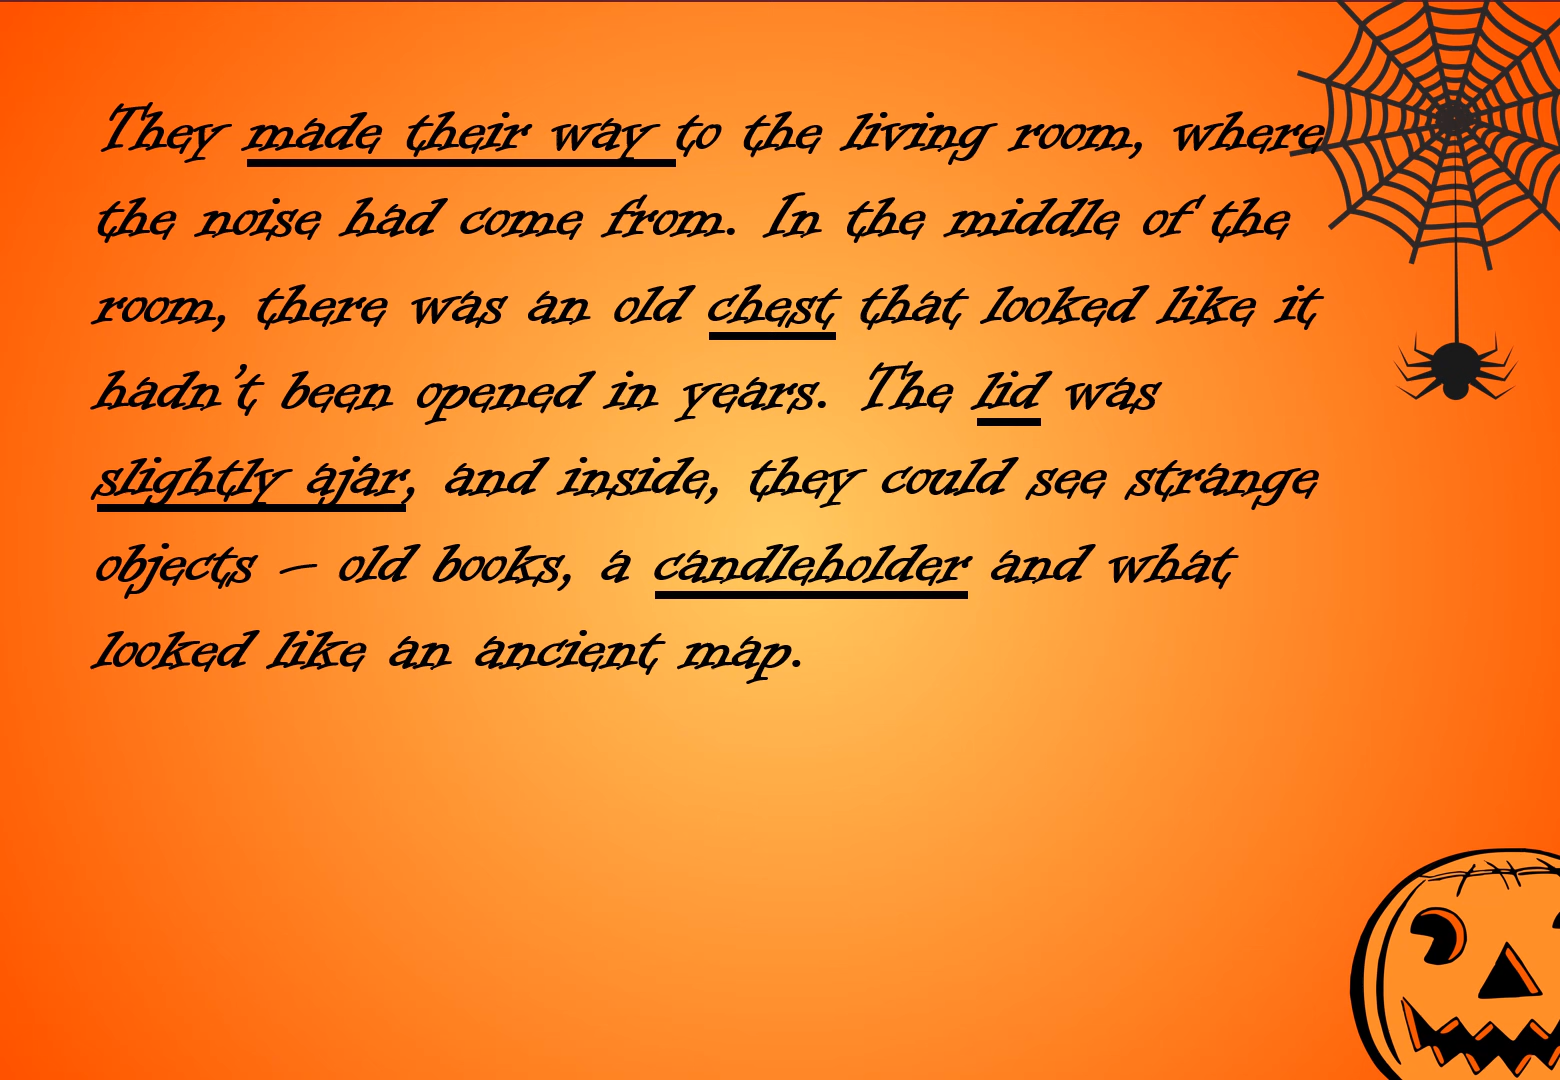 They made their way to the living room, where
the noise had come from. In the middle of the
room, there was an old chest that looked like it
hadn’t been opened in years. The lid was
slightly ajar, and inside, they could see strange
objects – old books, a candleholder and what
looked like an ancient map.